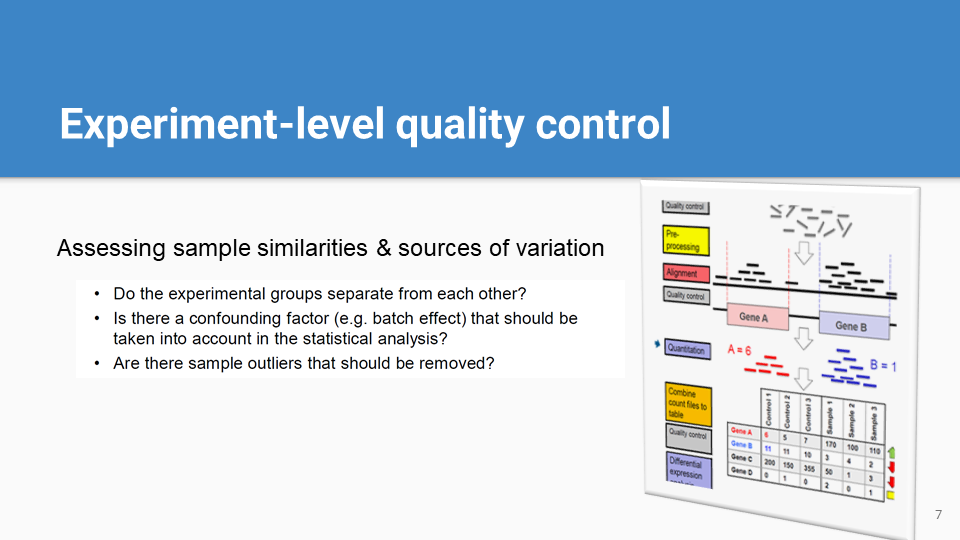 Experiment-level quality control
Assessing sample similarities & sources of variation
• Do the experimental groups separate from each other?
• Is there a confounding factor (e.g. batch effect) that should be
taken into account in the statistical analysis?
• Are there sample outliers that should be removed?
Quality control
Pre-
processing
Alignment
Quality control
Gene A
Gene B
Quantitation
A = 6
B = 1
Combine
count files to
table
Quality control
Differential
expression
Control 1
Control 2
Control 3
Sample 1
Sample 2
Sample 3
Gene A 6 5 7 170 100 110
Gene B 11 11 10 3 4 2
Gene C 200 150 355 50 1 3
Gene D 0 1 0 2 0 1
7